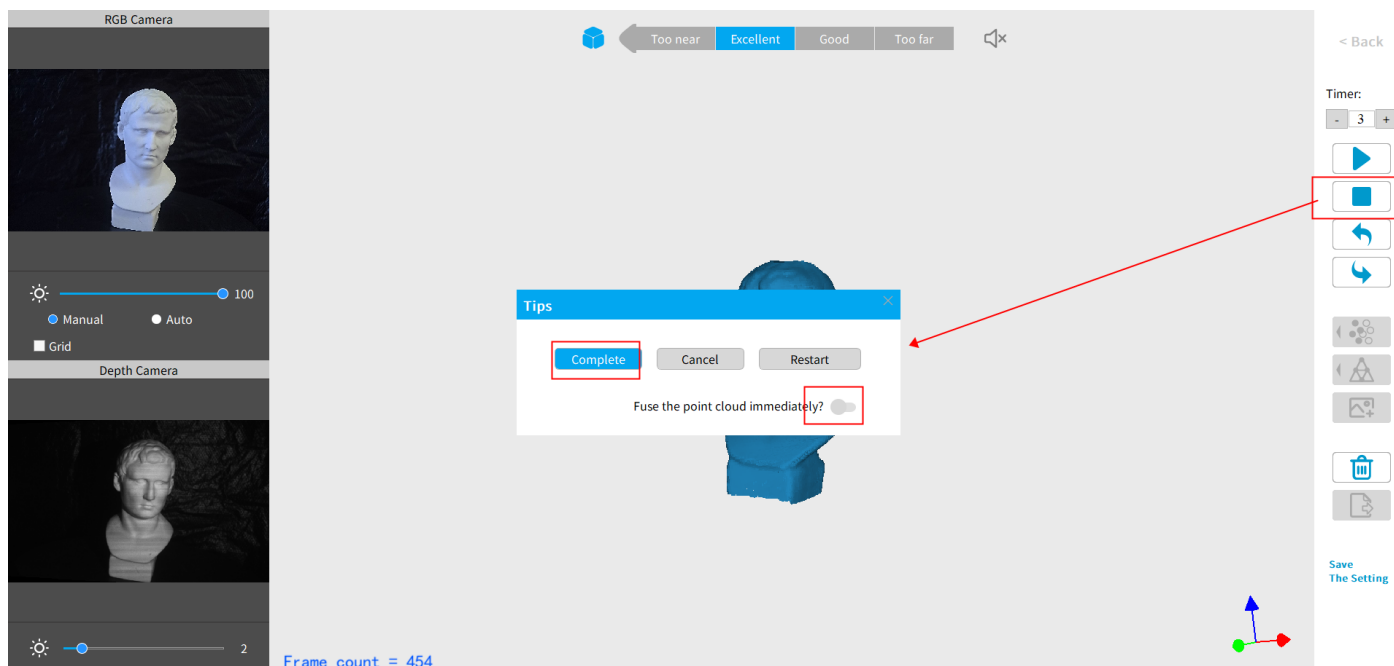 RGB Camera
Too near Excellent Good Too far
< Back
Timer:
- 3 +
100
Manual Auto
Grid
Depth Camera
Tips
Complete Cancel Restart
Fuse the point cloud immediately?
Save
The Setting
2
Frame count = 454